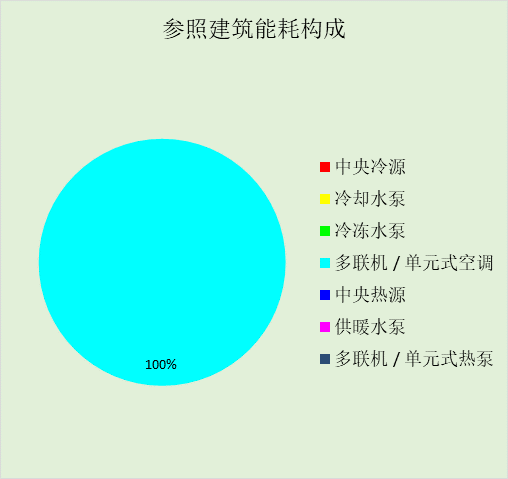 参照建筑能耗构成
中央冷源
冷却水泵
冷冻水泵
多联机 / 单元式空调
中央热源
供暖水泵
多联机 / 单元式热泵
100%